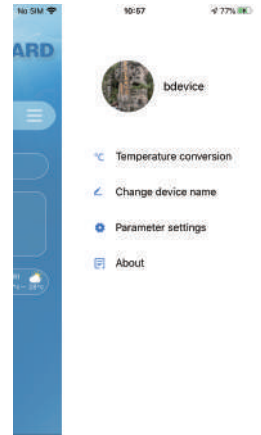 No SIM 10:57 77%
ARD
bdevice
°C Temperature conversion
Change device name
Parameter settings
About